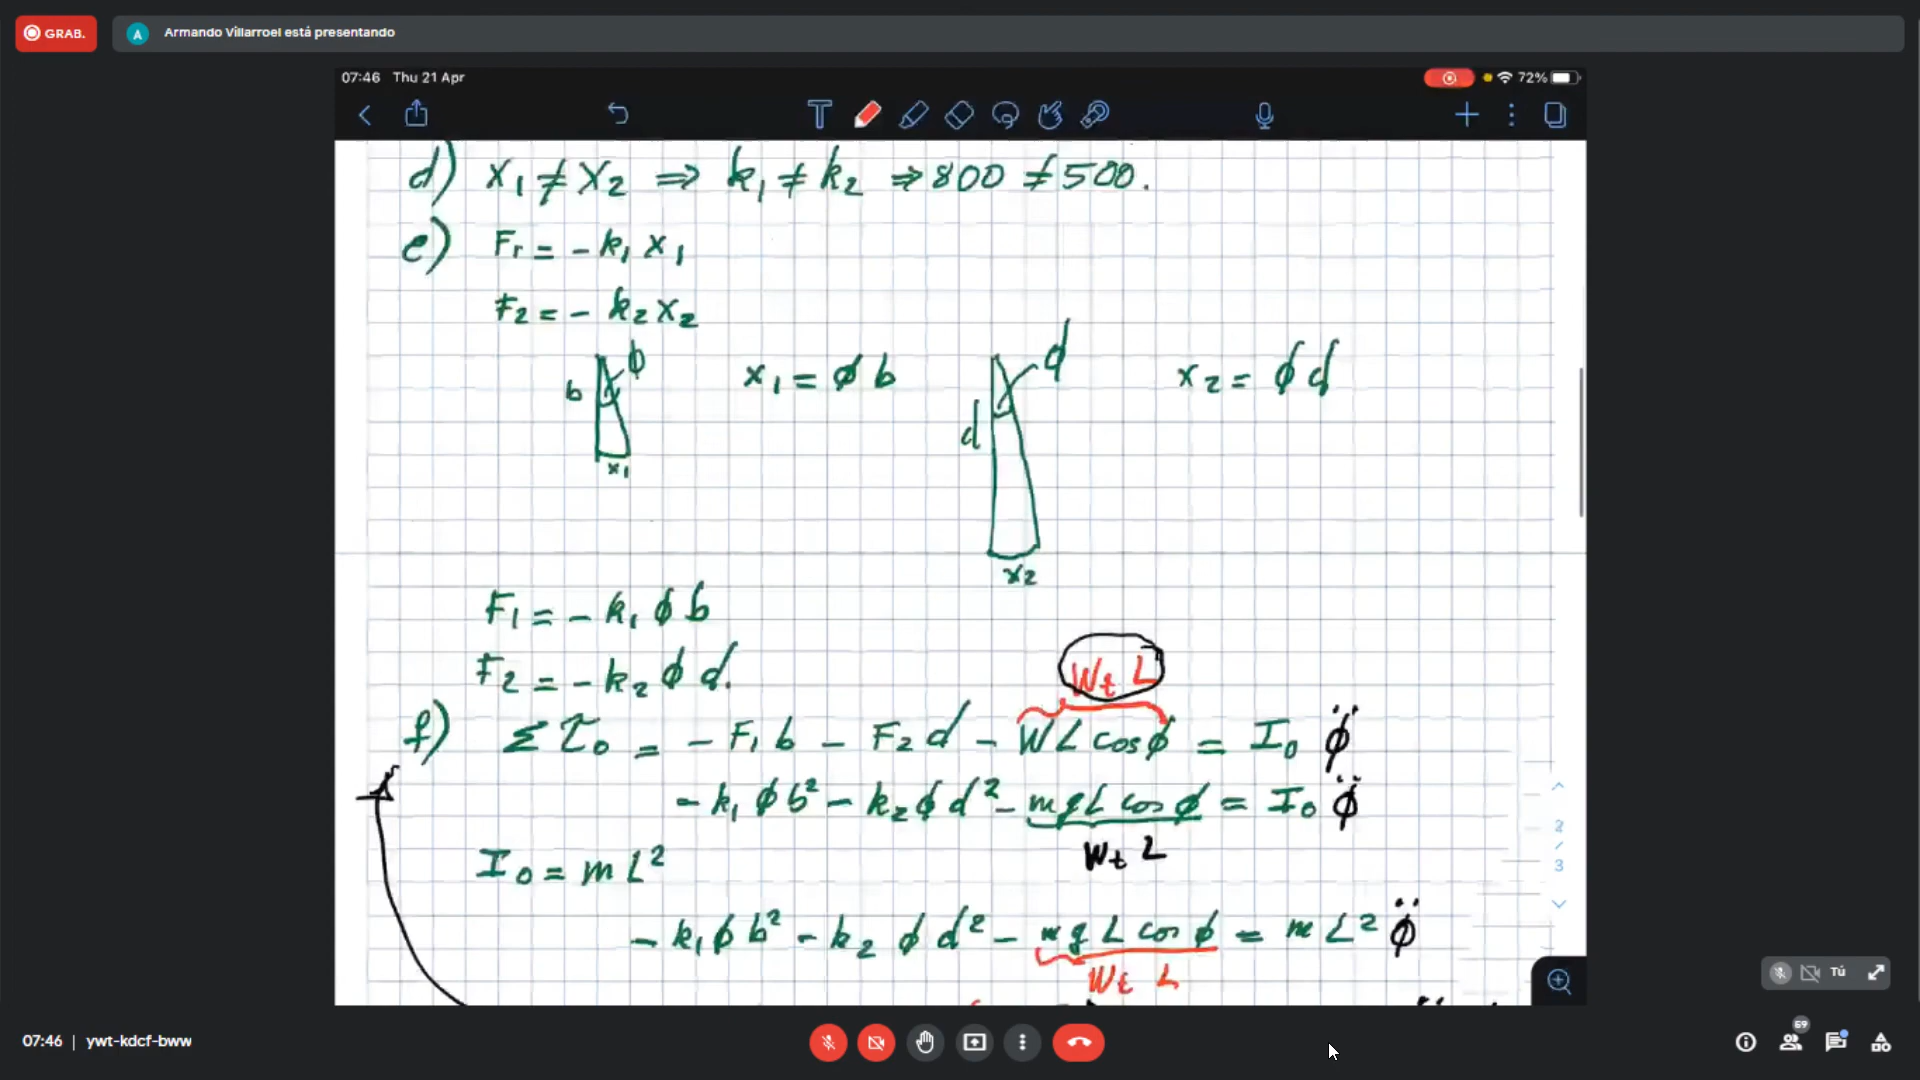 GRAB.
A Armando Villarroel está presentando
07:46 Thu 21 Apr
72%
d) x₁ ≠ x₂ ⇒ k₁ ≠ k₂ ⇒ 800 ≠ 500.
e) F₁ = - k₁ x₁
F₂ = - k₂ x₂
ϕ
b
x₁
x₁ = ϕ b
ϕ
d
x₂
x₂ = ϕ d
F₁ = - k₁ ϕ b
F₂ = - k₂ ϕ d.
Wt L
f) Σ τ₀ = - F₁ b - F₂ d - W L cos ϕ = I₀ ϕ̈
- k₁ ϕ b² - k₂ ϕ d² - m g L cos ϕ = I₀ ϕ̈
Wt L
I₀ = m L²
- k₁ ϕ b² - k₂ ϕ d² - m g L cos ϕ = m L² ϕ̈
Wt L
2
/
3
Tú
07:46 | ywt-kdcf-bww
59